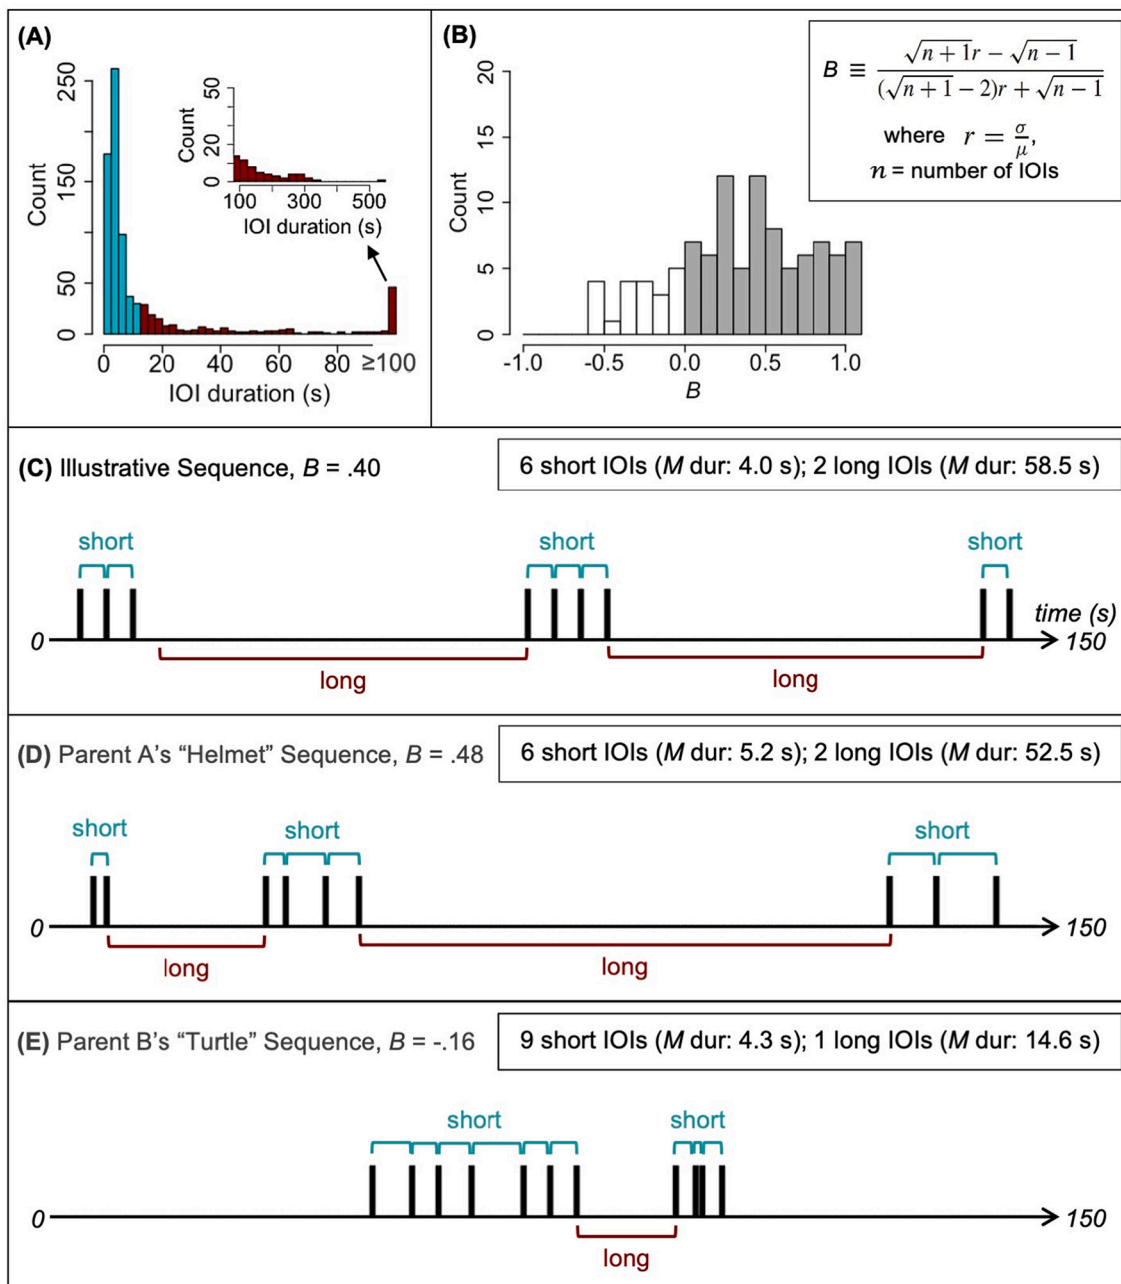 (A)
Count
250
150
50
0
0 20 40 60 80 ≥100
IOI duration (s)
Count
50
20
0
100 300 500
IOI duration (s)
(B)
Count
20
15
10
5
0
-1.0 -0.5 0.0 0.5 1.0
B
B ≡ (√n + 1r − √n − 1) / ((√n+1 − 2)r + √n − 1)
where r = σ/μ,
n = number of IOIs
(C) Illustrative Sequence, B = .40
6 short IOIs (M dur: 4.0 s); 2 long IOIs (M dur: 58.5 s)
short short short
time (s)
0 150
long long
(D) Parent A’s “Helmet” Sequence, B = .48
6 short IOIs (M dur: 5.2 s); 2 long IOIs (M dur: 52.5 s)
short short short
0 150
long long
(E) Parent B’s “Turtle” Sequence, B = -.16
9 short IOIs (M dur: 4.3 s); 1 long IOIs (M dur: 14.6 s)
short short
0 150
long